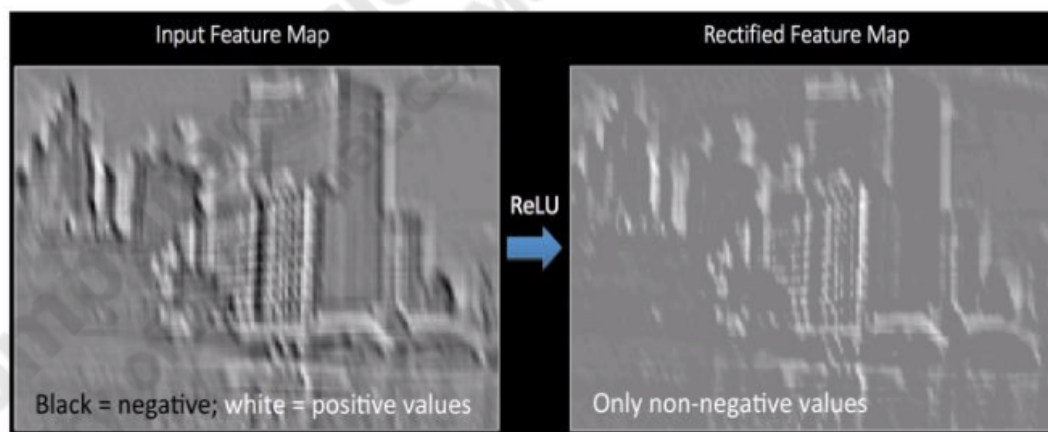 Input Feature Map
Rectified Feature Map
ReLU
Black = negative; white = positive values
Only non-negative values